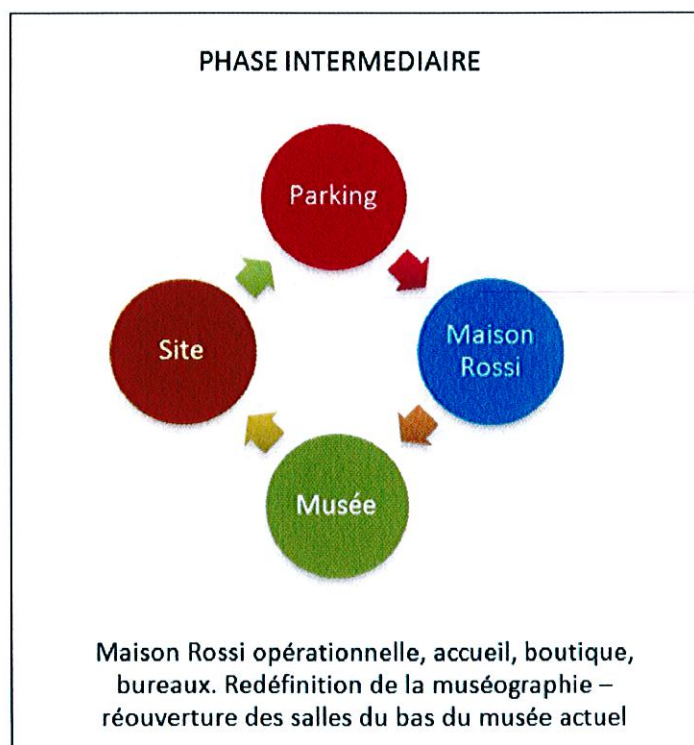 PHASE INTERMEDIAIRE
Parking
Maison
Rossi
Musée
Site
Maison Rossi opérationnelle, accueil, boutique,
bureaux. Redéfinition de la muséographie –
réouverture des salles du bas du musée actuel